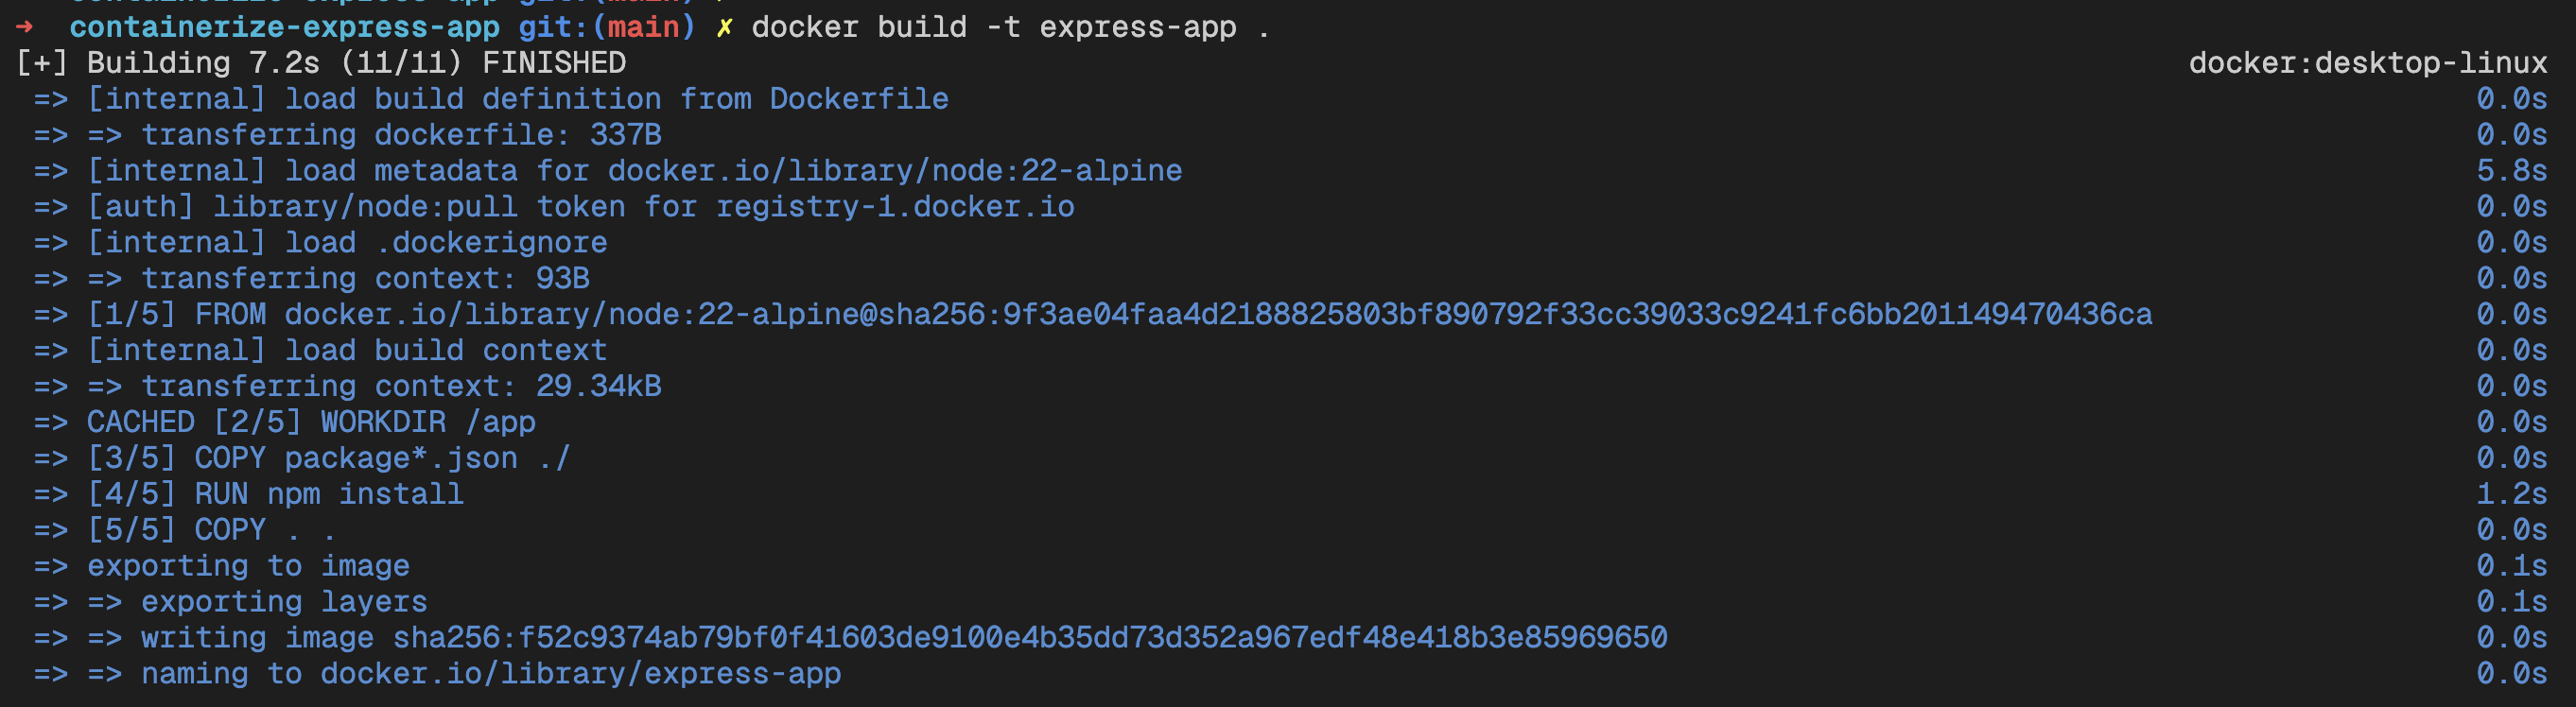 ➜  containerize-express-app git:(main) ✗ docker build -t express-app .
[+] Building 7.2s (11/11) FINISHED docker:desktop-linux
=> [internal] load build definition from Dockerfile 0.0s
=> => transferring dockerfile: 337B 0.0s
=> [internal] load metadata for docker.io/library/node:22-alpine 5.8s
=> [auth] library/node:pull token for registry-1.docker.io 0.0s
=> [internal] load .dockerignore 0.0s
=> => transferring context: 93B 0.0s
=> [1/5] FROM docker.io/library/node:22-alpine@sha256:9f3ae04faa4d2188825803bf890792f33cc39033c9241fc6bb201149470436ca 0.0s
=> [internal] load build context 0.0s
=> => transferring context: 29.34kB 0.0s
=> CACHED [2/5] WORKDIR /app 0.0s
=> [3/5] COPY package*.json ./ 0.0s
=> [4/5] RUN npm install 1.2s
=> [5/5] COPY . . 0.0s
=> exporting to image 0.1s
=> => exporting layers 0.1s
=> => writing image sha256:f52c9374ab79bf0f41603de9100e4b35dd73d352a967edf48e418b3e85969650 0.0s
=> => naming to docker.io/library/express-app 0.0s